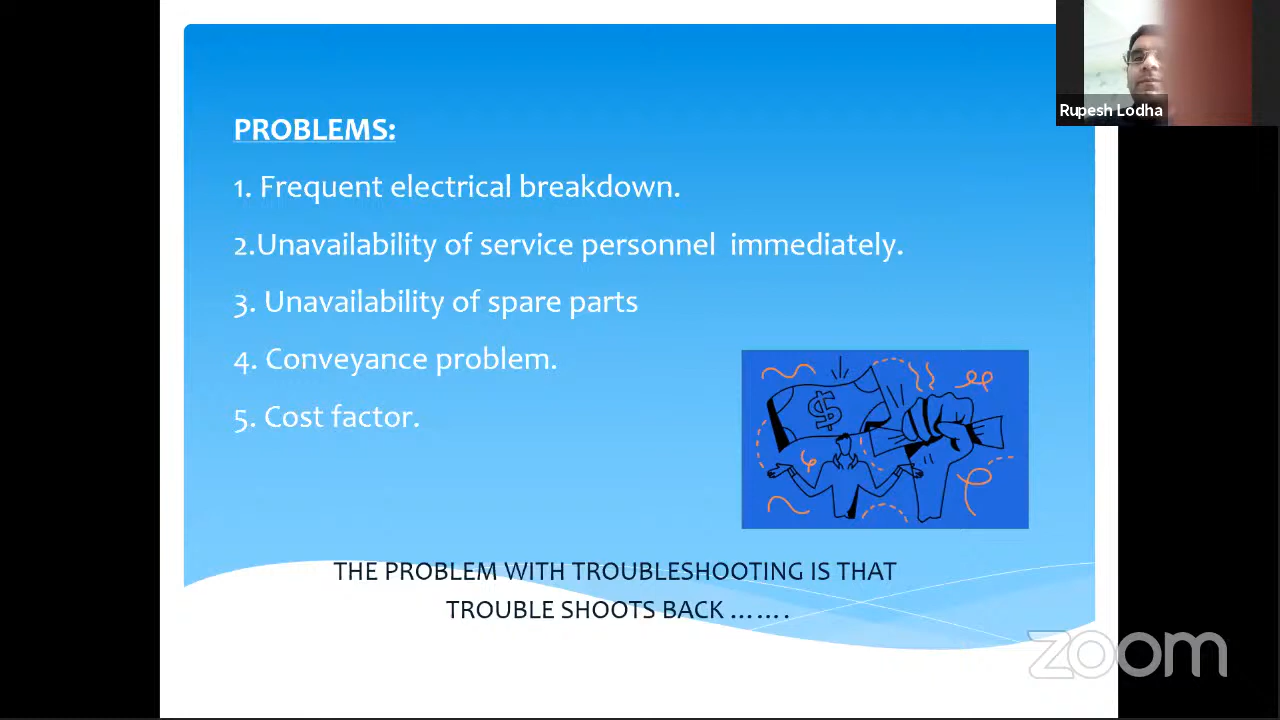 PROBLEMS:
1. Frequent electrical breakdown.
2.Unavailability of service personnel  immediately.
3. Unavailability of spare parts
4. Conveyance problem.
5. Cost factor.
$
THE PROBLEM WITH TROUBLESHOOTING IS THAT
TROUBLE SHOOTS BACK …… .
Rupesh Lodha
zoom